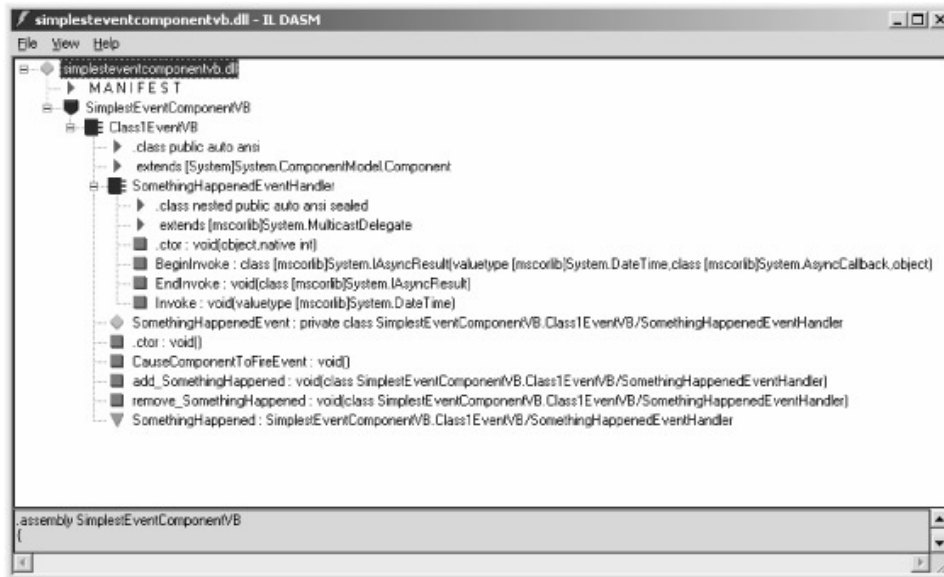 simplesteventcomponentvb.dll - IL DASM
File View Help
simplesteventcomponentvb.dll
MANIFEST
SimplestEventComponentVB
Class1EventVB
.class public auto ansi
extends [System]System.ComponentModel.Component
SomethingHappenedEventHandler
.class nested public auto ansi sealed
extends [mscorlib]System.MulticastDelegate
.ctor : void(object,native int)
BeginInvoke : class [mscorlib]System.IAsyncResult(valuetype [mscorlib]System.DateTime,class [mscorlib]System.AsyncCallback,object)
EndInvoke : void(class [mscorlib]System.IAsyncResult)
Invoke : void(valuetype [mscorlib]System.DateTime)
SomethingHappenedEvent : private class SimplestEventComponentVB.Class1EventVB/SomethingHappenedEventHandler
.ctor : void()
CauseComponentToFireEvent : void()
add_SomethingHappened : void(class SimplestEventComponentVB.Class1EventVB/SomethingHappenedEventHandler)
remove_SomethingHappened : void(class SimplestEventComponentVB.Class1EventVB/SomethingHappenedEventHandler)
SomethingHappened : SimplestEventComponentVB.Class1EventVB/SomethingHappenedEventHandler
.assembly SimplestEventComponentVB
{